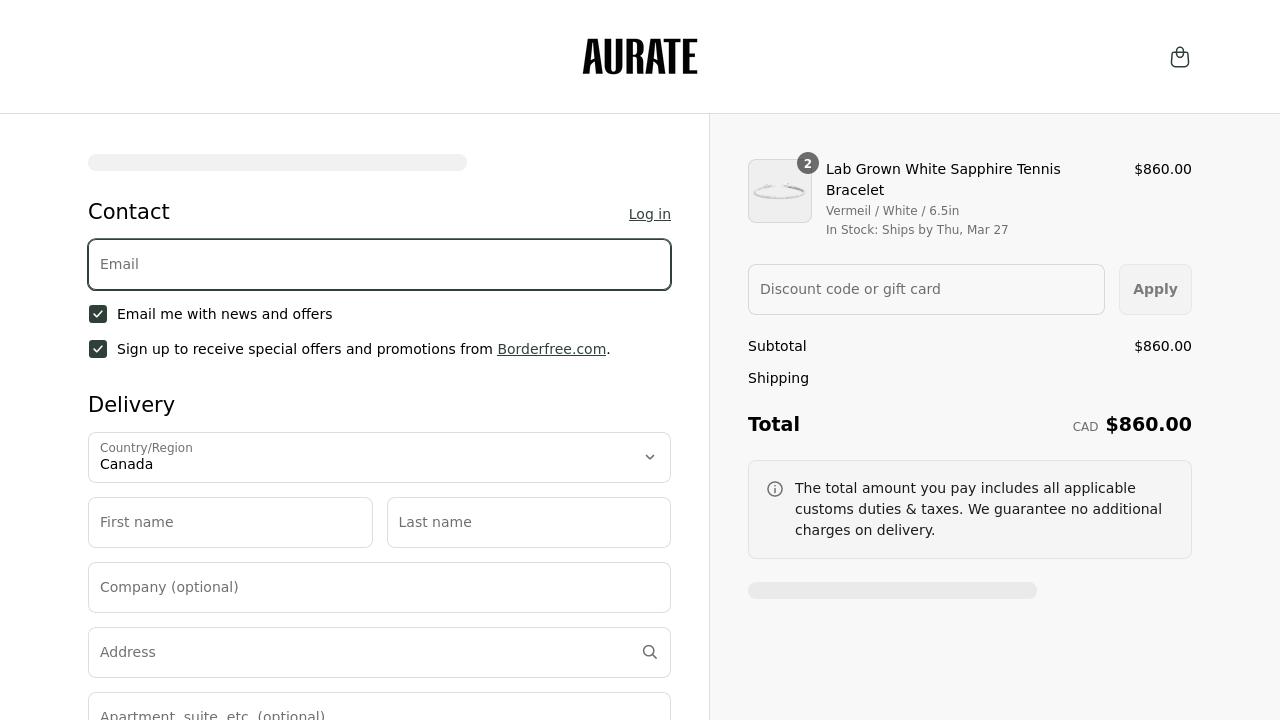 AURATE
Contact
Log in
Email
Email me with news and offers
Sign up to receive special offers and promotions from Borderfree.com.
Delivery
Country/Region
Canada
First name
Last name
Company (optional)
Address
Apartment, suite, etc. (optional)
2
Lab Grown White Sapphire Tennis
Bracelet
$860.00
Vermeil / White / 6.5in
In Stock: Ships by Thu, Mar 27
Discount code or gift card
Apply
Subtotal
$860.00
Shipping
Total
CAD $860.00
The total amount you pay includes all applicable
customs duties & taxes. We guarantee no additional
charges on delivery.